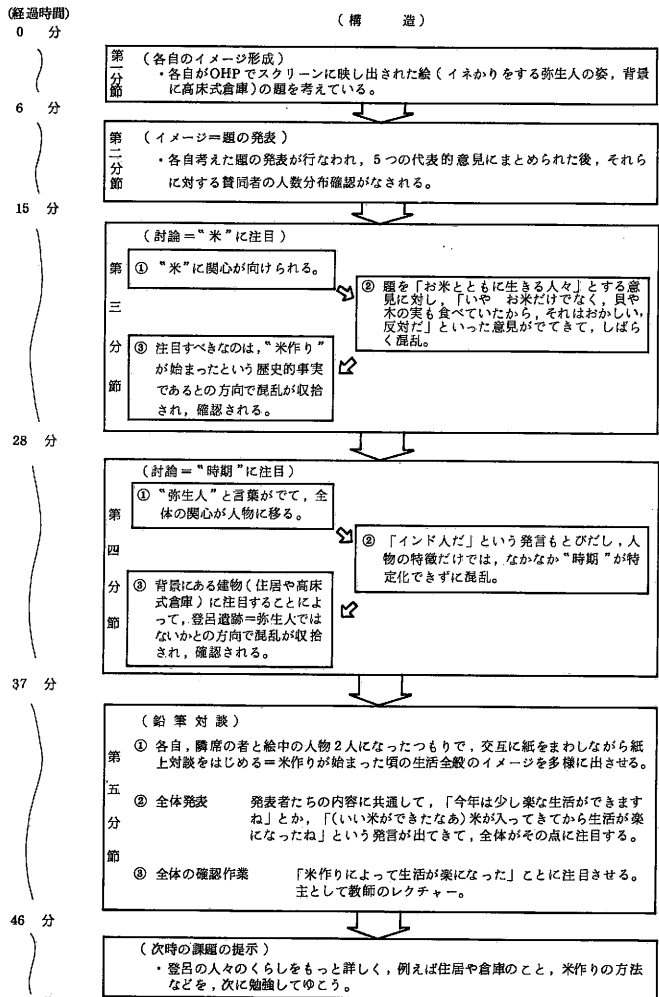 (経過時間)
(構　造)
0 分
第一分節
(各自のイメージ形成)
・各自がOHPでスクリーンに映し出された絵(イネかりをする弥生人の姿，背景
に高床式倉庫)の題を考えている。
6 分
第二分節
(イメージ＝題の発表)
・各自考えた題の発表が行なわれ，5つの代表的意見にまとめられた後，それら
に対する賛同者の人数分布確認がなされる。
15 分
第三分節
(討論＝〝米〞に注目)
① 〝米〞に関心が向けられる。
② 題を「お米とともに生きる人々」とする意
見に対し，「いや　お米だけでなく，貝や
木の実も食べていたから，それはおかしい，
反対だ」といった意見がでてきて，しばら
く混乱。
③ 注目すべきなのは，〝米作り〞
が始まったという歴史的事実
であるとの方向で混乱が収拾
され，確認される。
28 分
第四分節
(討論＝〝時期〞に注目)
① 〝弥生人〞と言葉がでて，全
体の関心が人物に移る。
② 「インド人だ」という発言もとびだし，人
物の特徴だけでは，なかなか〝時期〞が特
定化できずに混乱。
③ 背景にある建物(住居や高床
式倉庫)に注目することによ
って，登呂遺跡＝弥生人では
ないかとの方向で混乱が収拾
され，確認される。
37 分
第五分節
(鉛筆対談)
① 各自，隣席の者と絵中の人物2人になったつもりで，交互に紙をまわしながら紙
上対談をはじめる＝米作りが始まった頃の生活全般のイメージを多様に出させる。
② 全体発表　発表者たちの内容に共通して，「今年は少し楽な生活ができます
ね」とか，「(いい米ができたなあ)米が入ってきてから生活が楽
になったね」という発言が出てきて，全体がその点に注目する。
③ 全体の確認作業　「米作りによって生活が楽になった」ことに注目させる。
主として教師のレクチャー。
46 分
(次時の課題の提示)
・登呂の人々のくらしをもっと詳しく，例えば住居や倉庫のこと，米作りの方法
などを，次に勉強してゆこう。